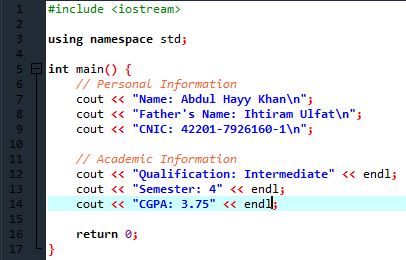 1 #include <iostream>
2
3 using namespace std;
4
5 int main() {
6 // Personal Information
7 cout << "Name: Abdul Hayy Khan\n";
8 cout << "Father's Name: Ihtiram Ulfat\n";
9 cout << "CNIC: 42201-7926160-1\n";
10
11 // Academic Information
12 cout << "Qualification: Intermediate" << endl;
13 cout << "Semester: 4" << endl;
14 cout << "CGPA: 3.75" << endl;
15
16 return 0;
17 }